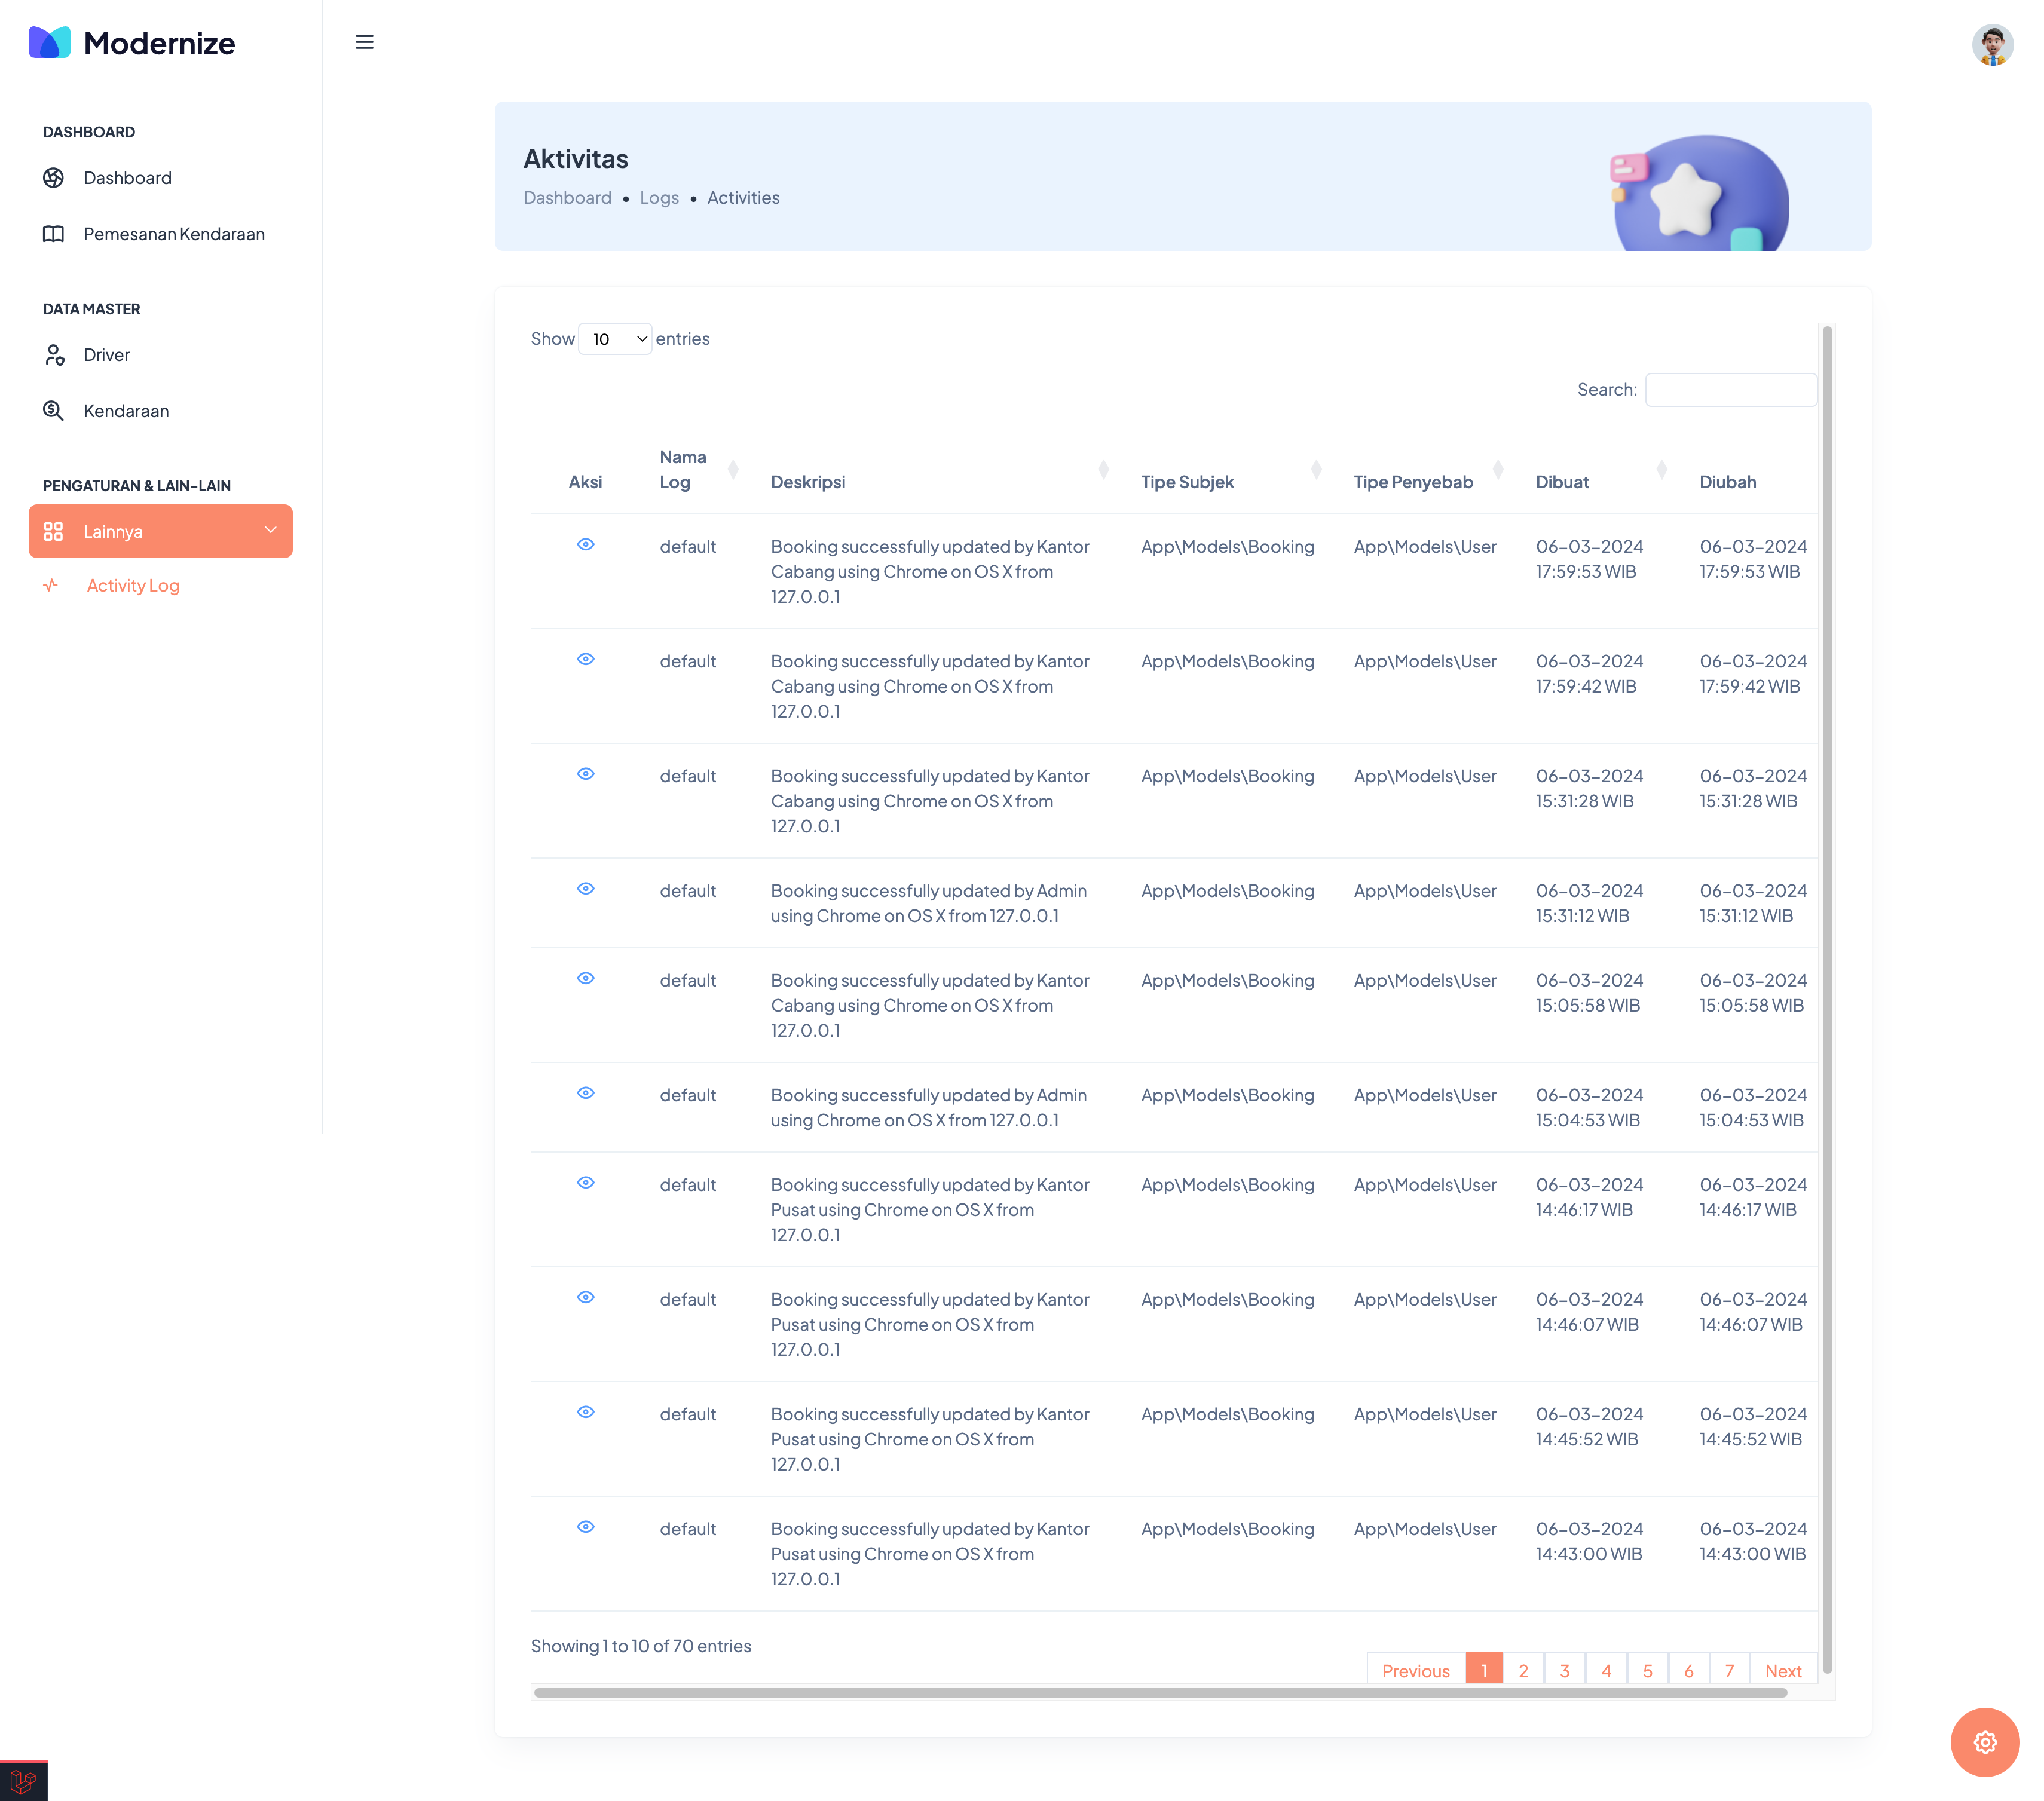 Modernize
DASHBOARD
Dashboard
Pemesanan Kendaraan
DATA MASTER
Driver
Kendaraan
PENGATURAN & LAIN-LAIN
Lainnya
Activity Log
Aktivitas
Dashboard • Logs • Activities
Show 10 entries
Search:
Aksi Nama Log Deskripsi Tipe Subjek Tipe Penyebab Dibuat Diubah
default Booking successfully updated by Kantor App\Models\Booking App\Models\User 06-03-2024 06-03-2024
Cabang using Chrome on OS X from 17:59:53 WIB 17:59:53 WIB
127.0.0.1
default Booking successfully updated by Kantor App\Models\Booking App\Models\User 06-03-2024 06-03-2024
Cabang using Chrome on OS X from 17:59:42 WIB 17:59:42 WIB
127.0.0.1
default Booking successfully updated by Kantor App\Models\Booking App\Models\User 06-03-2024 06-03-2024
Cabang using Chrome on OS X from 15:31:28 WIB 15:31:28 WIB
127.0.0.1
default Booking successfully updated by Admin App\Models\Booking App\Models\User 06-03-2024 06-03-2024
using Chrome on OS X from 127.0.0.1 15:31:12 WIB 15:31:12 WIB
default Booking successfully updated by Kantor App\Models\Booking App\Models\User 06-03-2024 06-03-2024
Cabang using Chrome on OS X from 15:05:58 WIB 15:05:58 WIB
127.0.0.1
default Booking successfully updated by Admin App\Models\Booking App\Models\User 06-03-2024 06-03-2024
using Chrome on OS X from 127.0.0.1 15:04:53 WIB 15:04:53 WIB
default Booking successfully updated by Kantor App\Models\Booking App\Models\User 06-03-2024 06-03-2024
Pusat using Chrome on OS X from 14:46:17 WIB 14:46:17 WIB
127.0.0.1
default Booking successfully updated by Kantor App\Models\Booking App\Models\User 06-03-2024 06-03-2024
Pusat using Chrome on OS X from 14:46:07 WIB 14:46:07 WIB
127.0.0.1
default Booking successfully updated by Kantor App\Models\Booking App\Models\User 06-03-2024 06-03-2024
Pusat using Chrome on OS X from 14:45:52 WIB 14:45:52 WIB
127.0.0.1
default Booking successfully updated by Kantor App\Models\Booking App\Models\User 06-03-2024 06-03-2024
Pusat using Chrome on OS X from 14:43:00 WIB 14:43:00 WIB
127.0.0.1
Showing 1 to 10 of 70 entries
Previous 1 2 3 4 5 6 7 Next